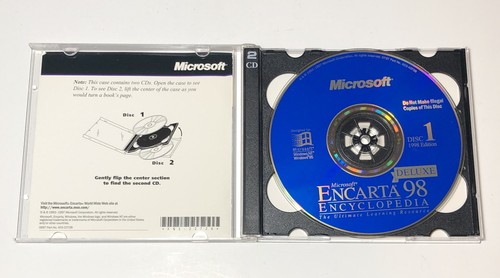 Microsoft
Note: This case contains two CDs. Open the case to see
Disc 1. To see Disc 2, lift the center of the case as you
would turn a book's page.
Disc 1
Disc 2
Gently flip the center section
to find the second CD.
Visit the Microsoft Encarta World Wide Web site at
http://www.encarta.msn.com/
2 CD
Microsoft
Do Not Make Illegal
Copies of This Disc
DISC 1
1998 Edition
DELUXE
Microsoft
ENCARTA 98
ENCYCLOPEDIA
The Ultimate Learning Resource